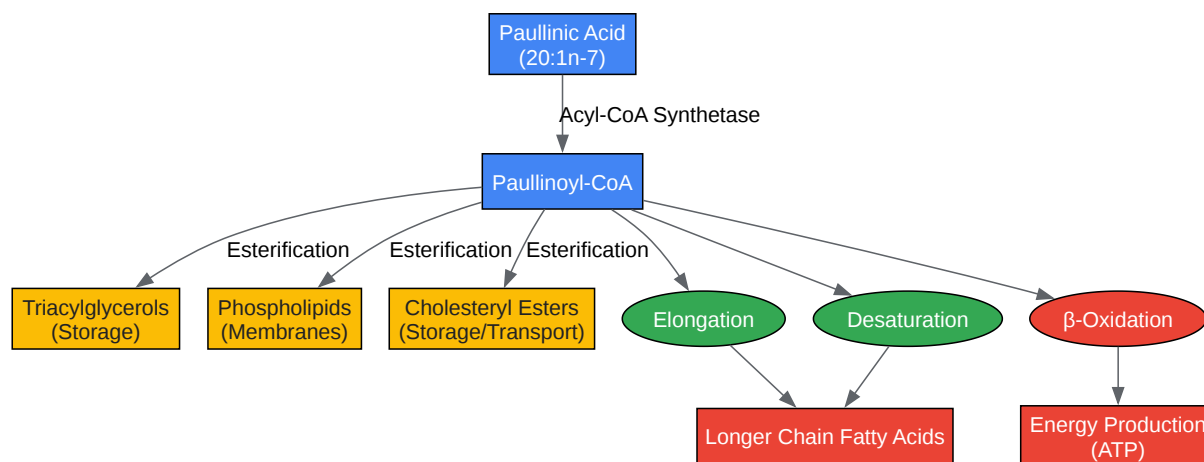 Paullinic Acid
(20:1n-7)
Acyl-CoA Synthetase
Paullinoyl-CoA
Esterification
Esterification
Esterification
Triacylglycerols
(Storage)
Phospholipids
(Membranes)
Cholesteryl Esters
(Storage/Transport)
Elongation
Desaturation
β-Oxidation
Longer Chain Fatty Acids
Energy Production
(ATP)